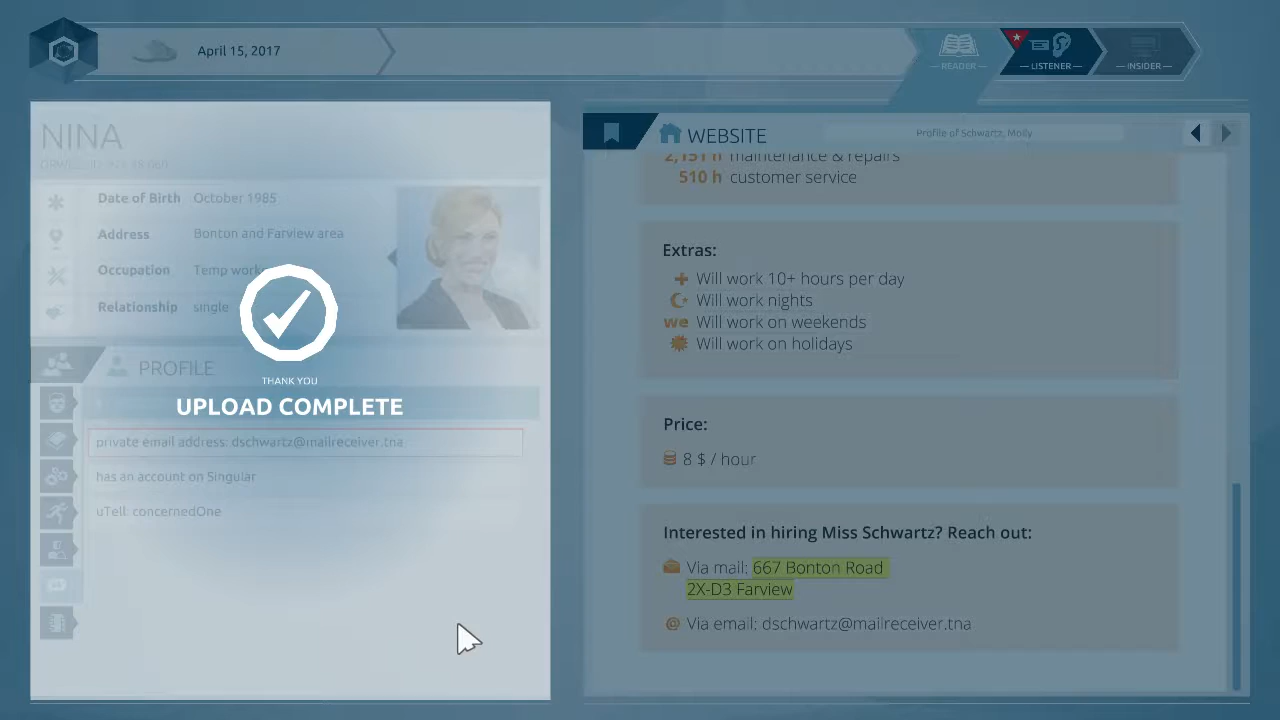 April 15, 2017
— READER —
— LISTENER —
— INSIDER —
NINA
Date of Birth October 1985
Address Bonton and Farview area
Occupation Temp work
Relationship single
PROFILE
THANK YOU
UPLOAD COMPLETE
private email address: dschwartz@mailreceiver.tna
has an account on Singular
uTell: concernedOne
WEBSITE
Profile of Schwartz, Molly
2,151 h maintenance & repairs
510 h customer service
Extras:
Will work 10+ hours per day
Will work nights
we Will work on weekends
Will work on holidays
Price:
8 $ / hour
Interested in hiring Miss Schwartz? Reach out:
Via mail: 667 Bonton Road
2X-D3 Farview
@ Via email: dschwartz@mailreceiver.tna